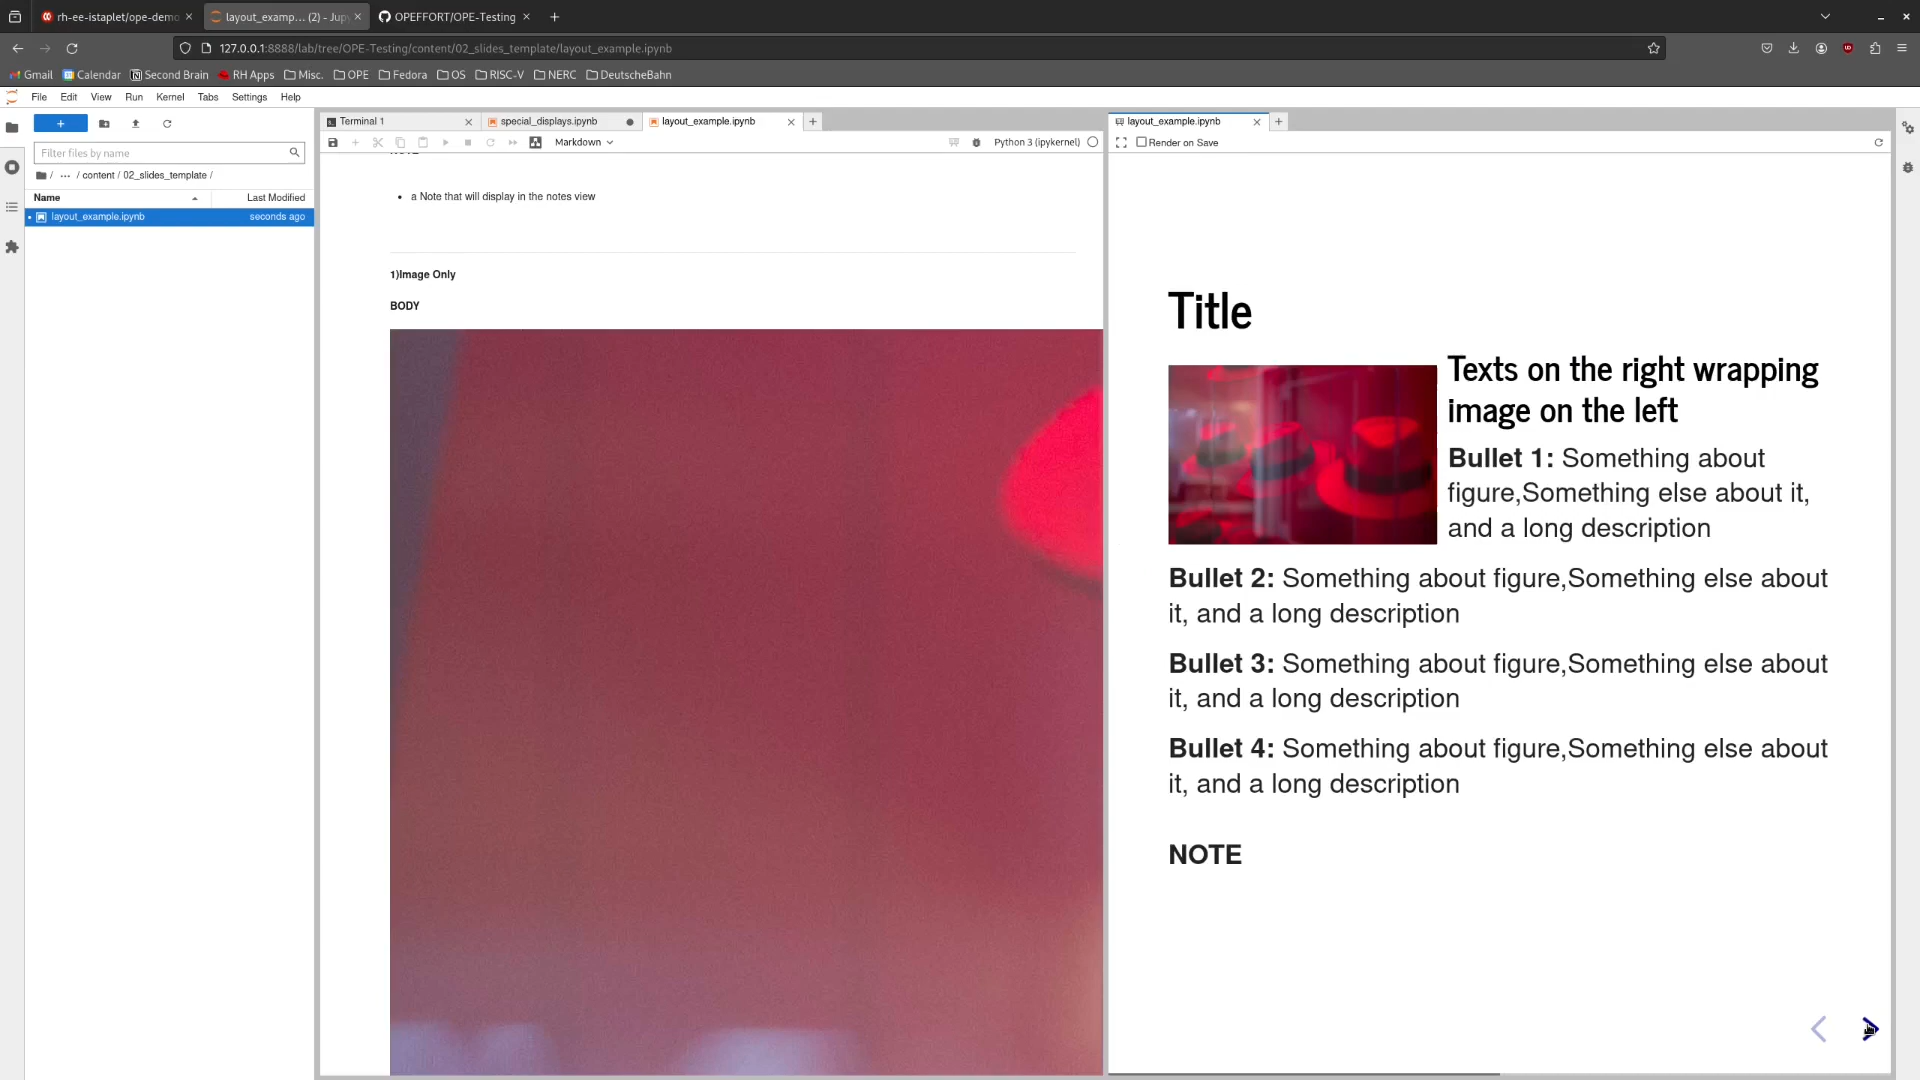 rh-ee-istaplet/ope-demo
layout_examp… (2) - Jup
OPEFFORT/OPE-Testing
127.0.0.1:8888/lab/tree/OPE-Testing/content/02_slides_template/layout_example.ipynb
Gmail Calendar Second Brain RH Apps Misc. OPE Fedora OS RISC-V NERC DeutscheBahn
File Edit View Run Kernel Tabs Settings Help
Filter files by name
/ … / content / 02_slides_template /
Name Last Modified
layout_example.ipynb seconds ago
Terminal 1
special_displays.ipynb
layout_example.ipynb
Markdown
Python 3 (ipykernel)
• a Note that will display in the notes view
1)Image Only
BODY
layout_example.ipynb
Render on Save
Title
Texts on the right wrapping
image on the left
Bullet 1: Something about
figure,Something else about it,
and a long description
Bullet 2: Something about figure,Something else about
it, and a long description
Bullet 3: Something about figure,Something else about
it, and a long description
Bullet 4: Something about figure,Something else about
it, and a long description
NOTE